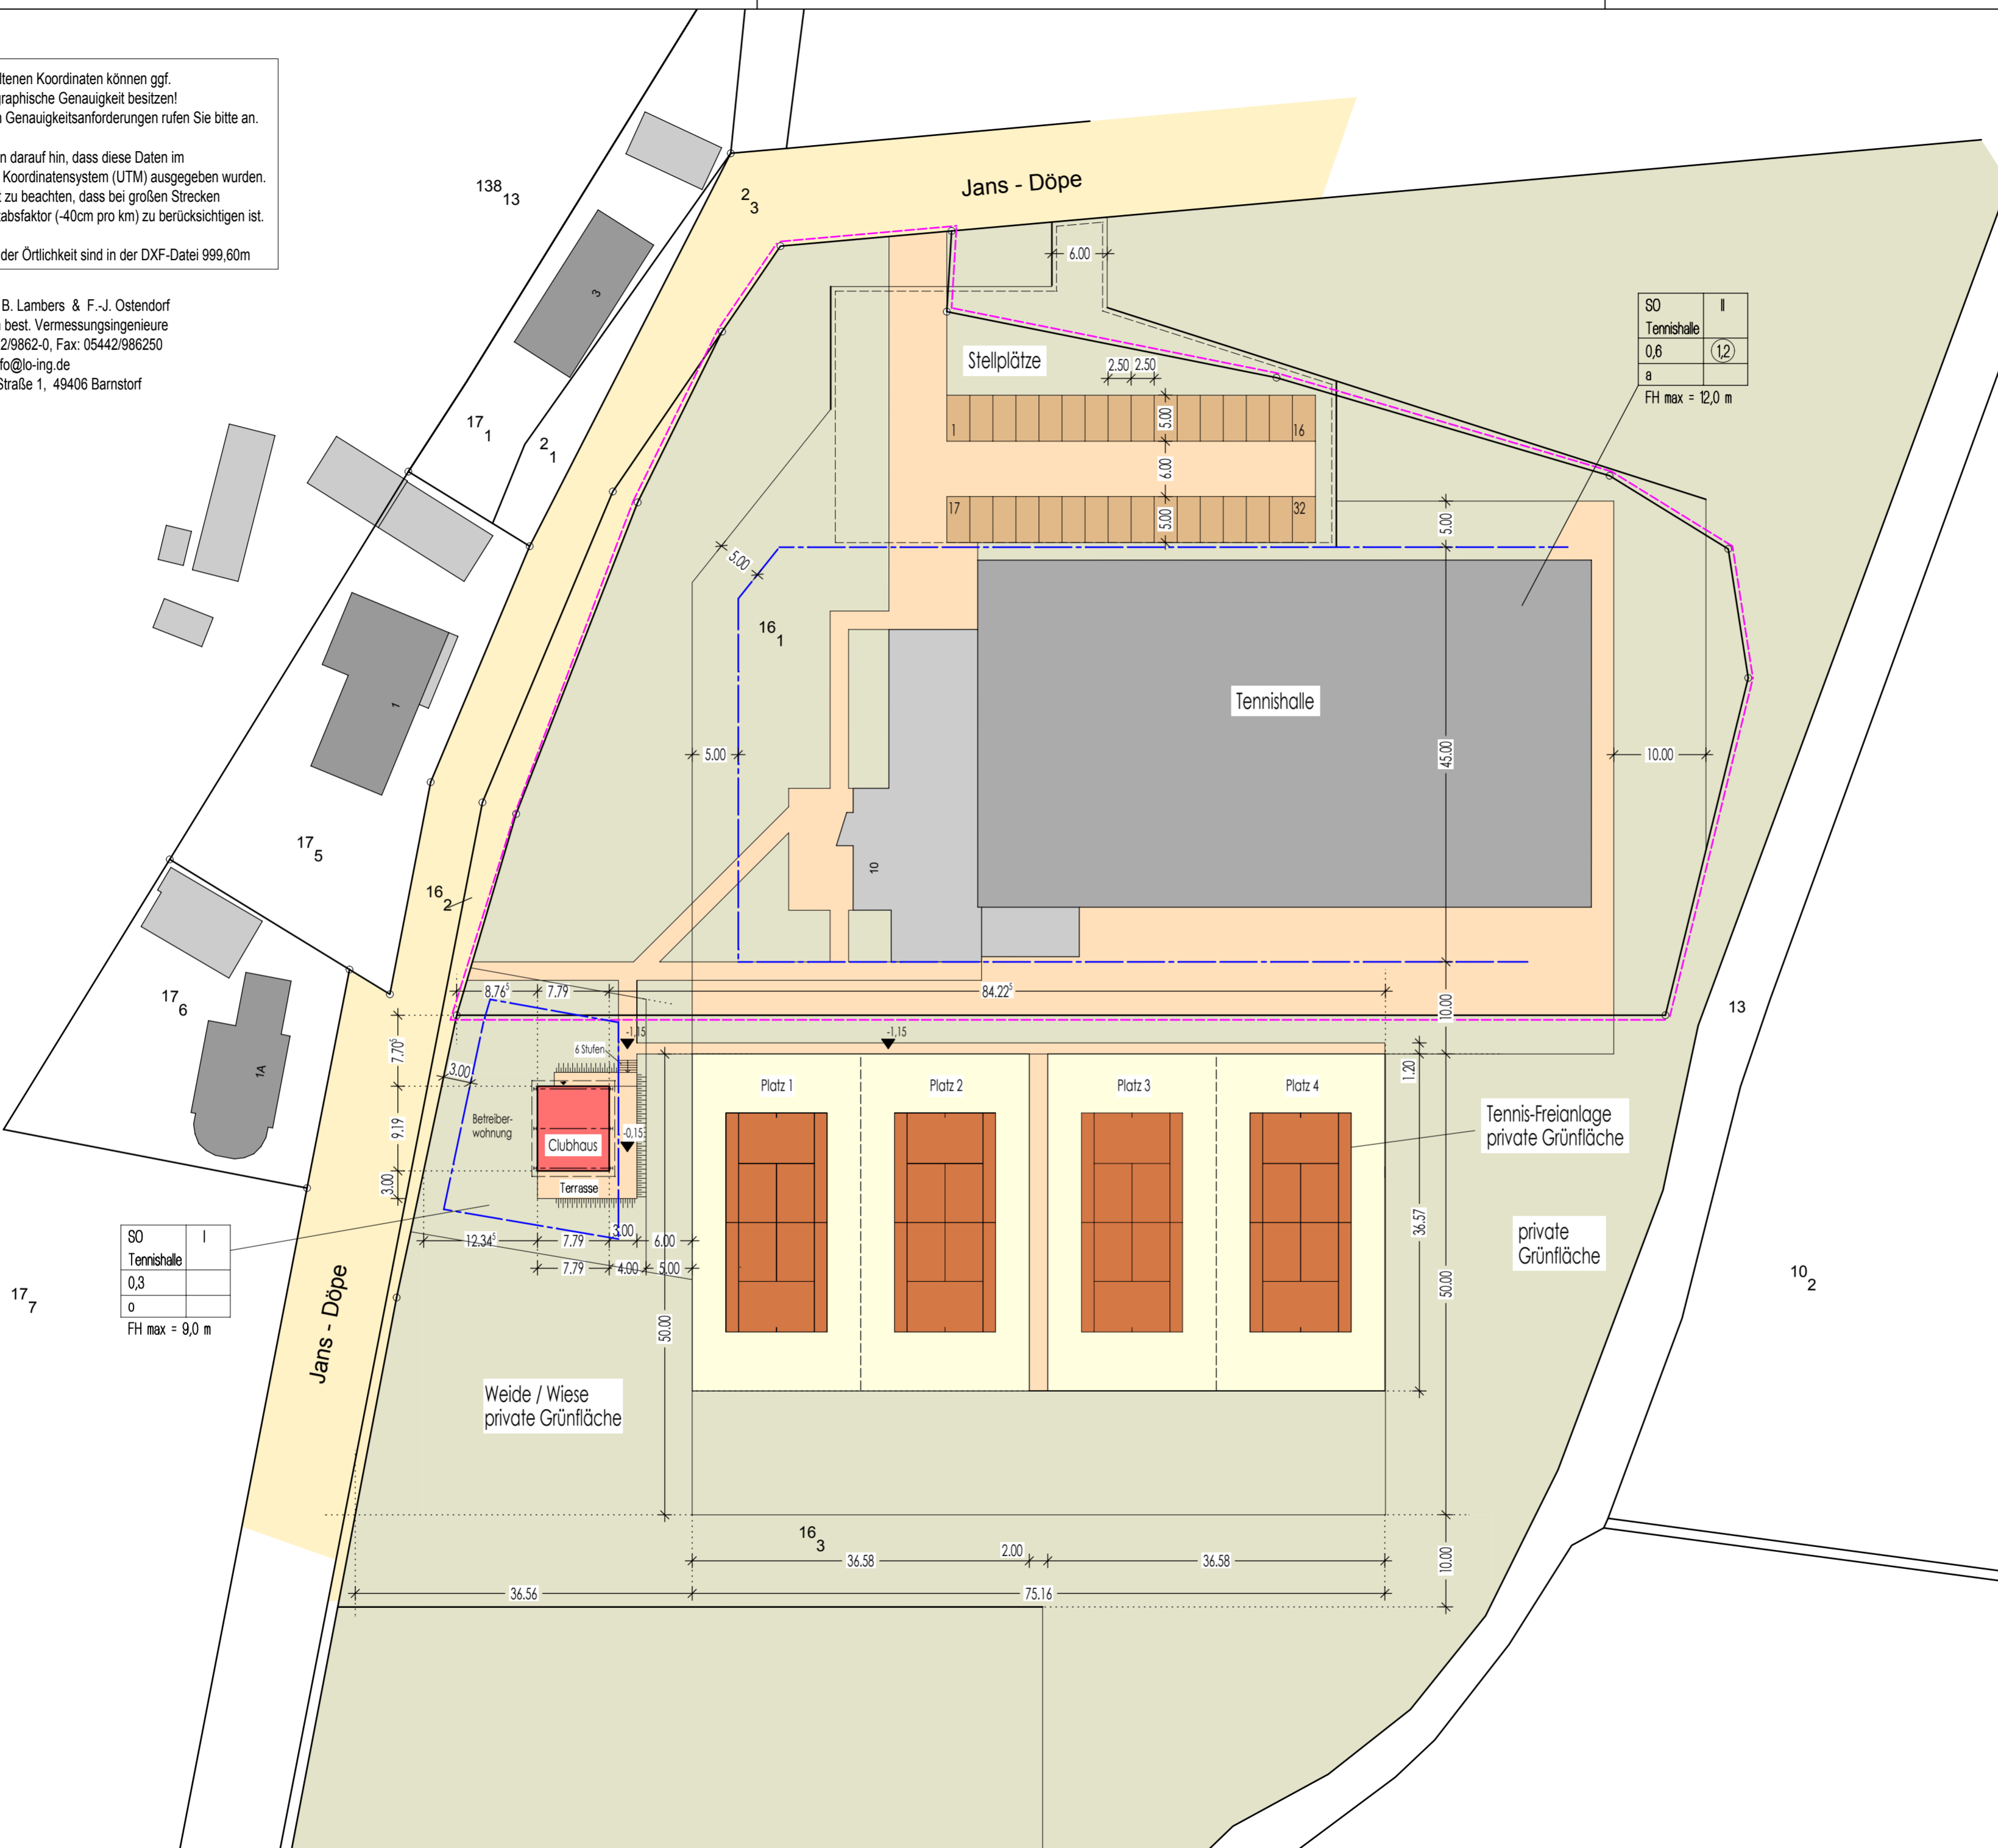 ltenen Koordinaten können ggf.
graphische Genauigkeit besitzen!
n Genauigkeitsanforderungen rufen Sie bitte an.
n darauf hin, dass diese Daten im
Koordinatensystem (UTM) ausgegeben wurden.
t zu beachten, dass bei großen Strecken
tabsfaktor (-40cm pro km) zu berücksichtigen ist.
der Örtlichkeit sind in der DXF-Datei 999,60m
B. Lambers & F.-J. Ostendorf
n best. Vermessungsingenieure
2/9862-0, Fax: 05442/986250
fo@lo-ing.de
Straße 1, 49406 Barnstorf
138 13
2 3
Jans - Döpe
3
6.00
SO II
Tennishalle
0,6 1,2
a
FH max = 12,0 m
Stellplätze
2.50 2.50
17 1
2 1
1 5.00 16
6.00
17 5.00 32
5.00
5.00
16 1
1
Tennishalle
5.00
45.00
10.00
17 5
10
16 2
17 6
1A
8.76⁵ 7.79 84.22⁵
10.00
13
7.70⁵
-1,15
-1,15
6 Stufen
3.00
1.20
Platz 1 Platz 2 Platz 3 Platz 4
Betreiber-
wohnung
9.19
Clubhaus
-0,15
Tennis-Freianlage
private Grünfläche
3.00
Terrasse
36.57
SO I
Tennishalle
0,3
o
FH max = 9,0 m
12.34⁵ 7.79 3.00 6.00
7.79 4.00 5.00
private
Grünfläche
17 7
Jans - Döpe
50.00
50.00
10 2
Weide / Wiese
private Grünfläche
16 3
36.58 2.00 36.58
10.00
36.56 75.16